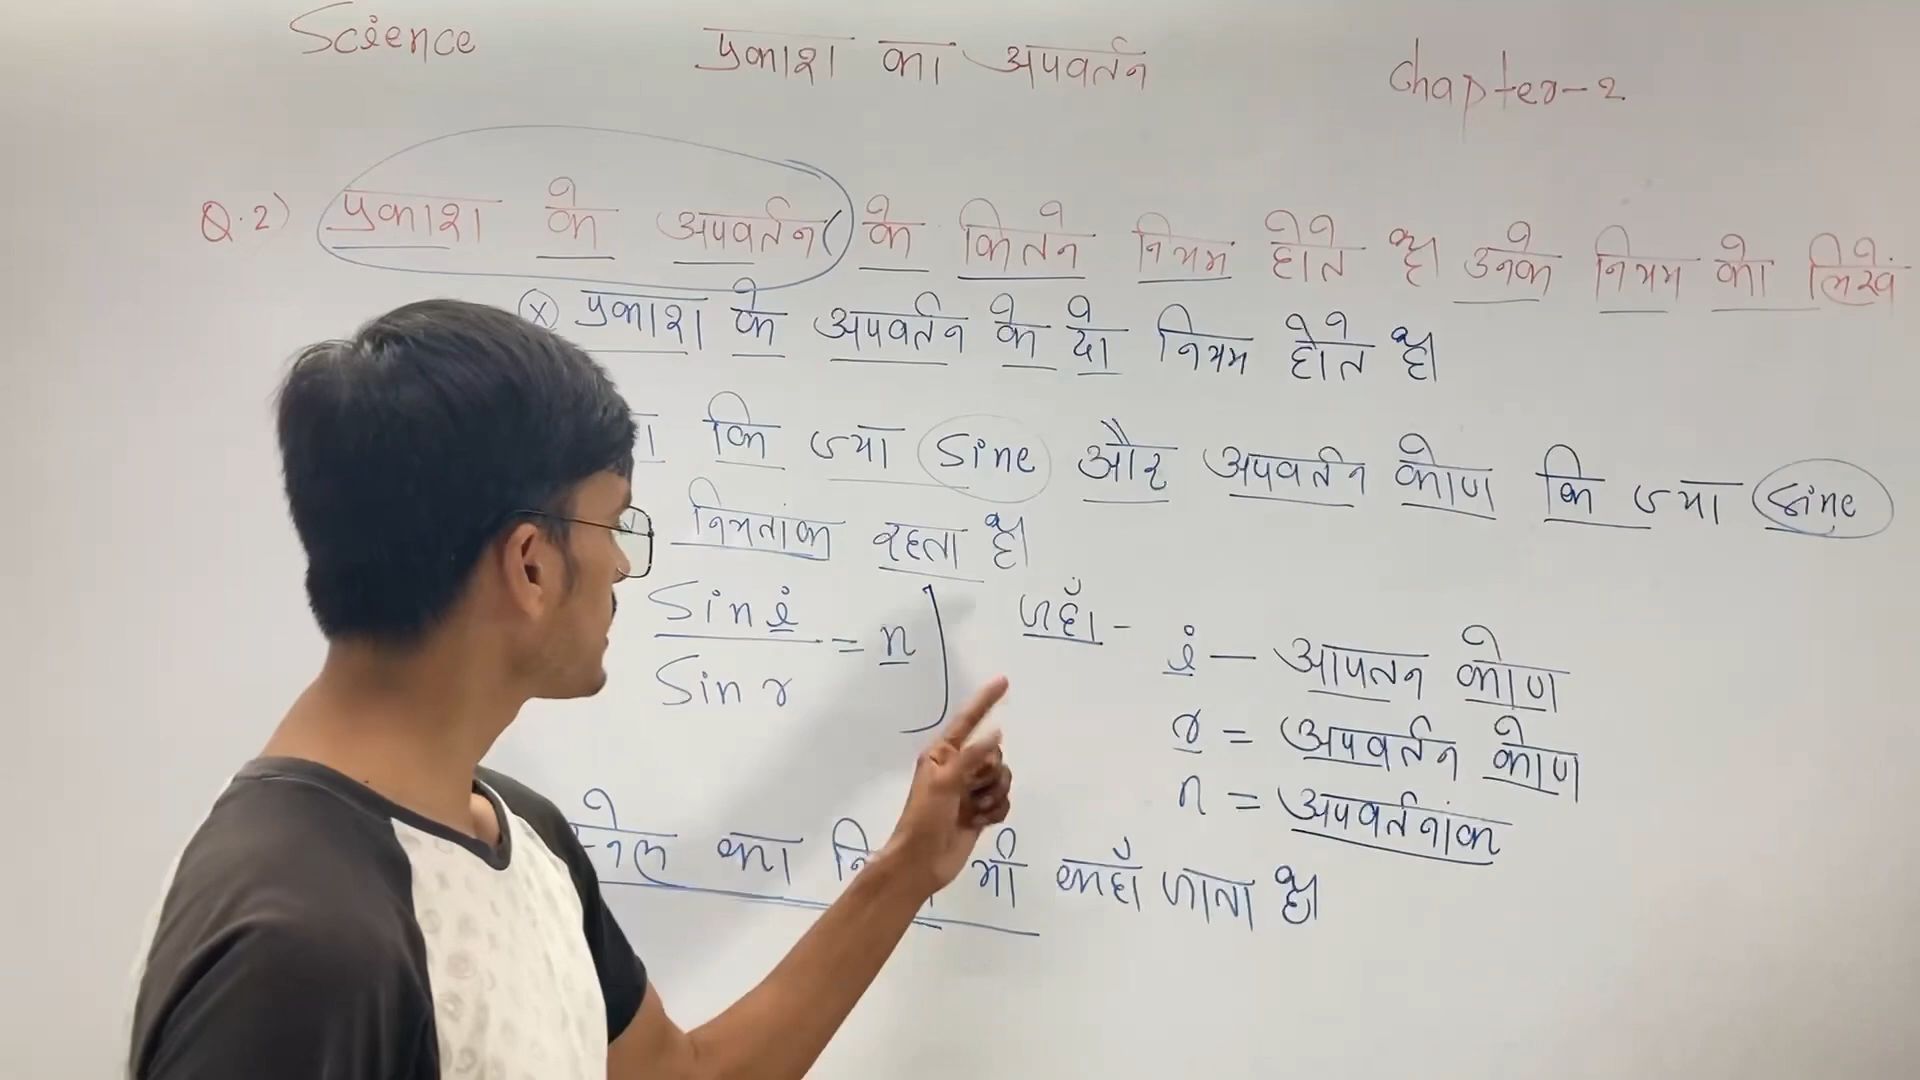 Science प्रकाश का अपवर्तन Chapter-2
Q.2) प्रकाश के अपवर्तन के कितने नियम होते है। उनके नियम को लिखें
प्रकाश के अपवर्तन के दो नियम होते है।
कि ज्या Sine और अपवर्तन कोण कि ज्या Sine
नियतांक रहता है।
Sin i / Sin r = n जहाँ - i — आपतन कोण
r = अपवर्तन कोण
n = अपवर्तनांक
का भी कहाँ जाता है।